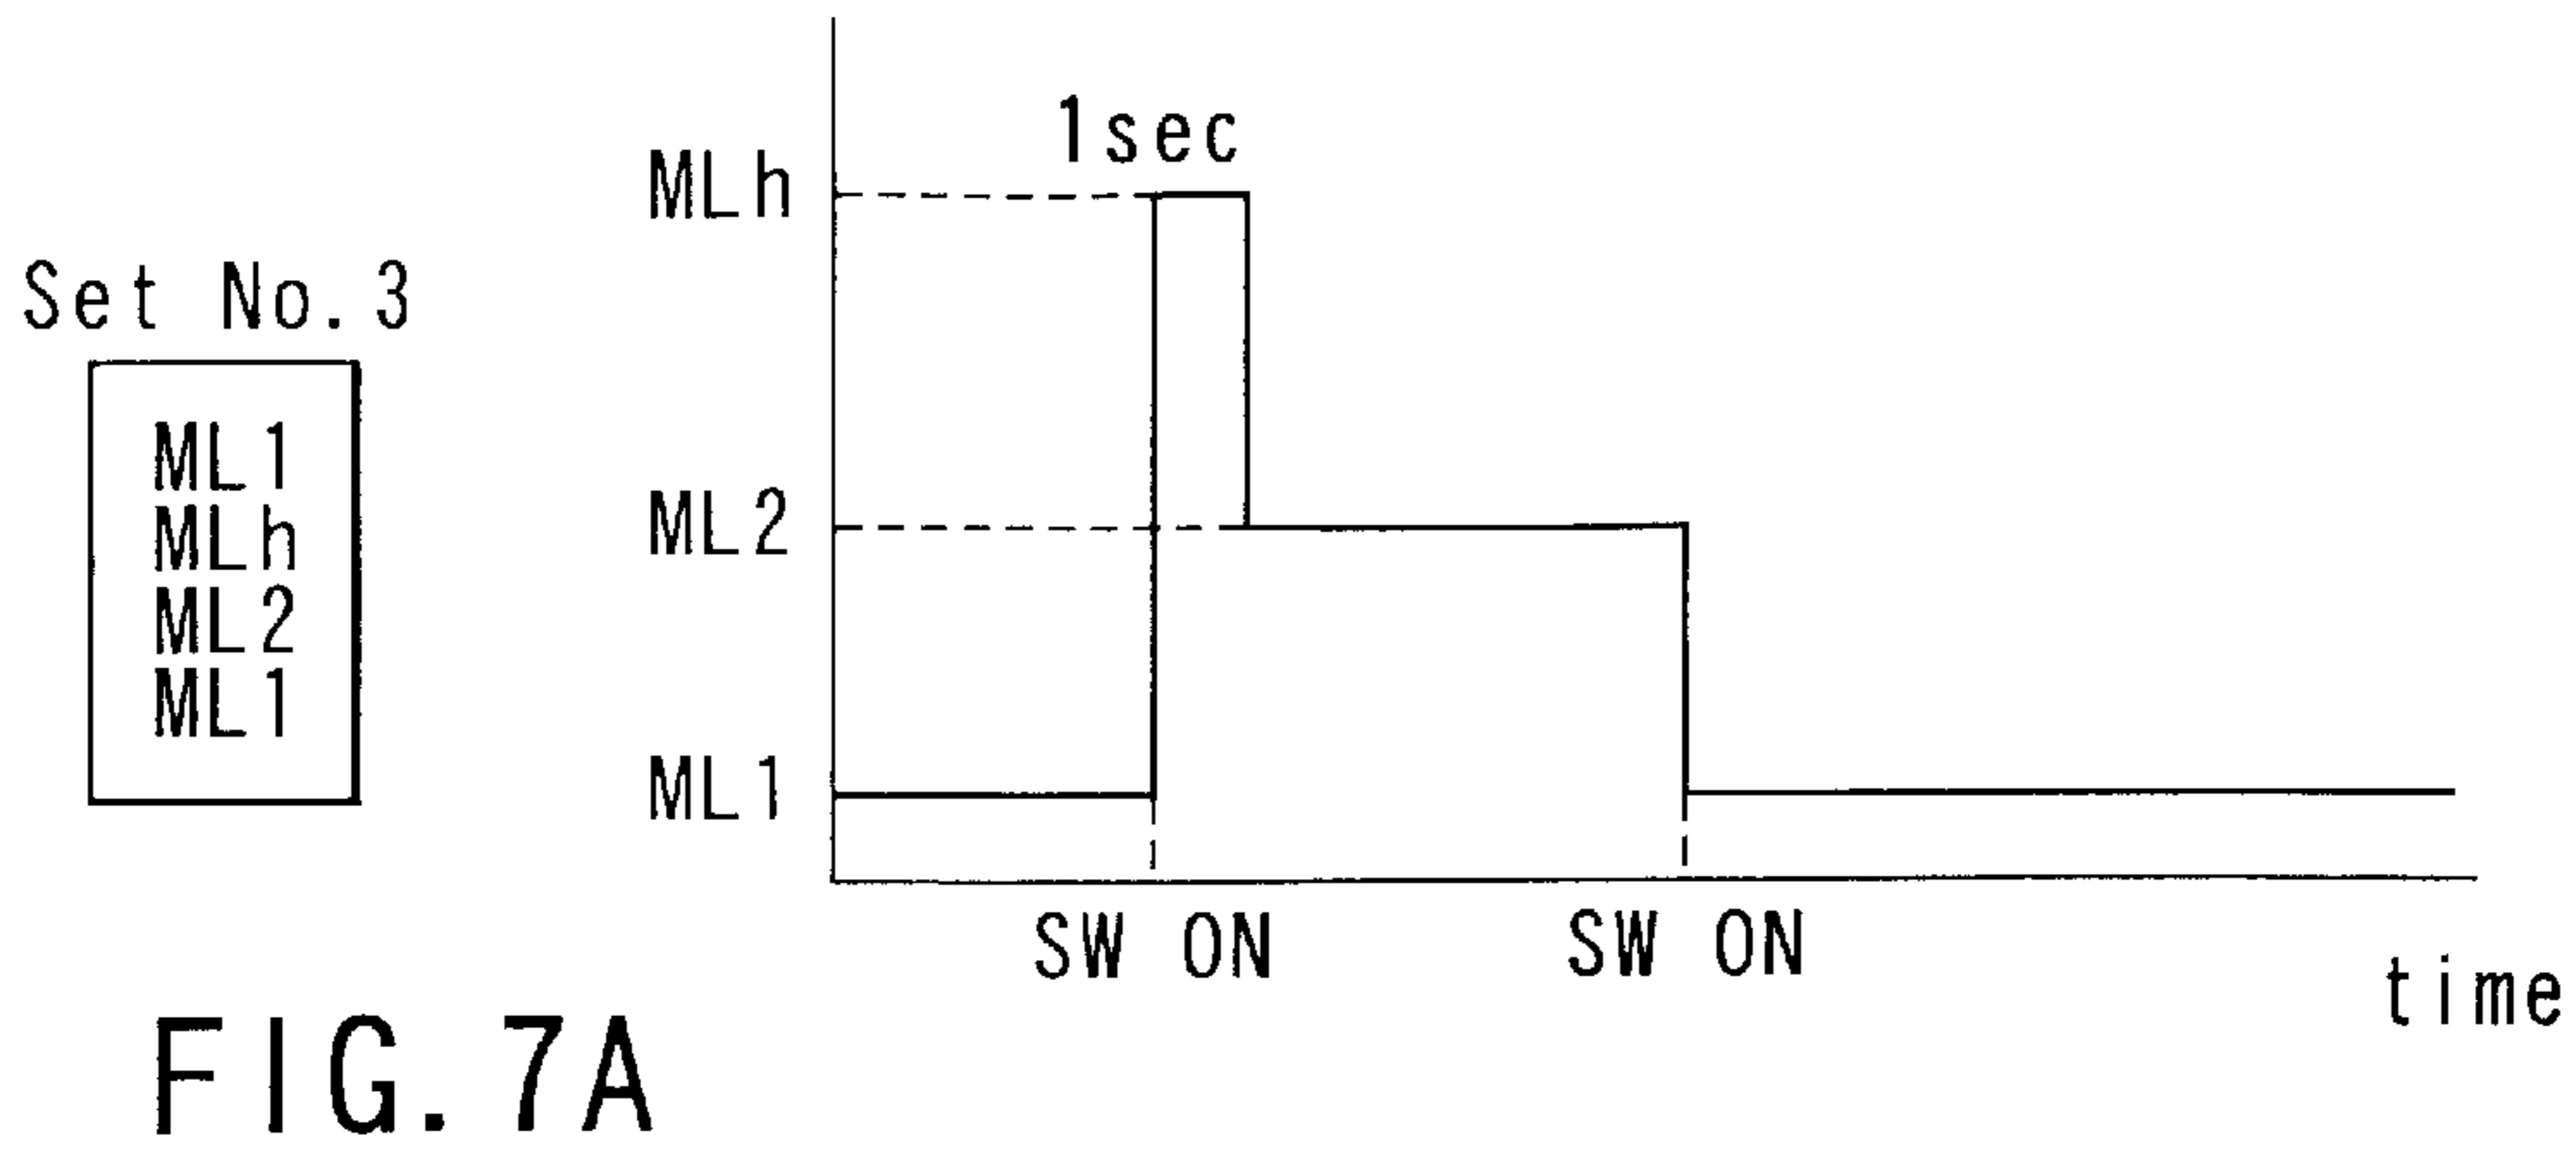 Set No.3
ML1
MLh
ML2
ML1
1sec
MLh
ML2
ML1
SW ON
SW ON
time
FIG.7A